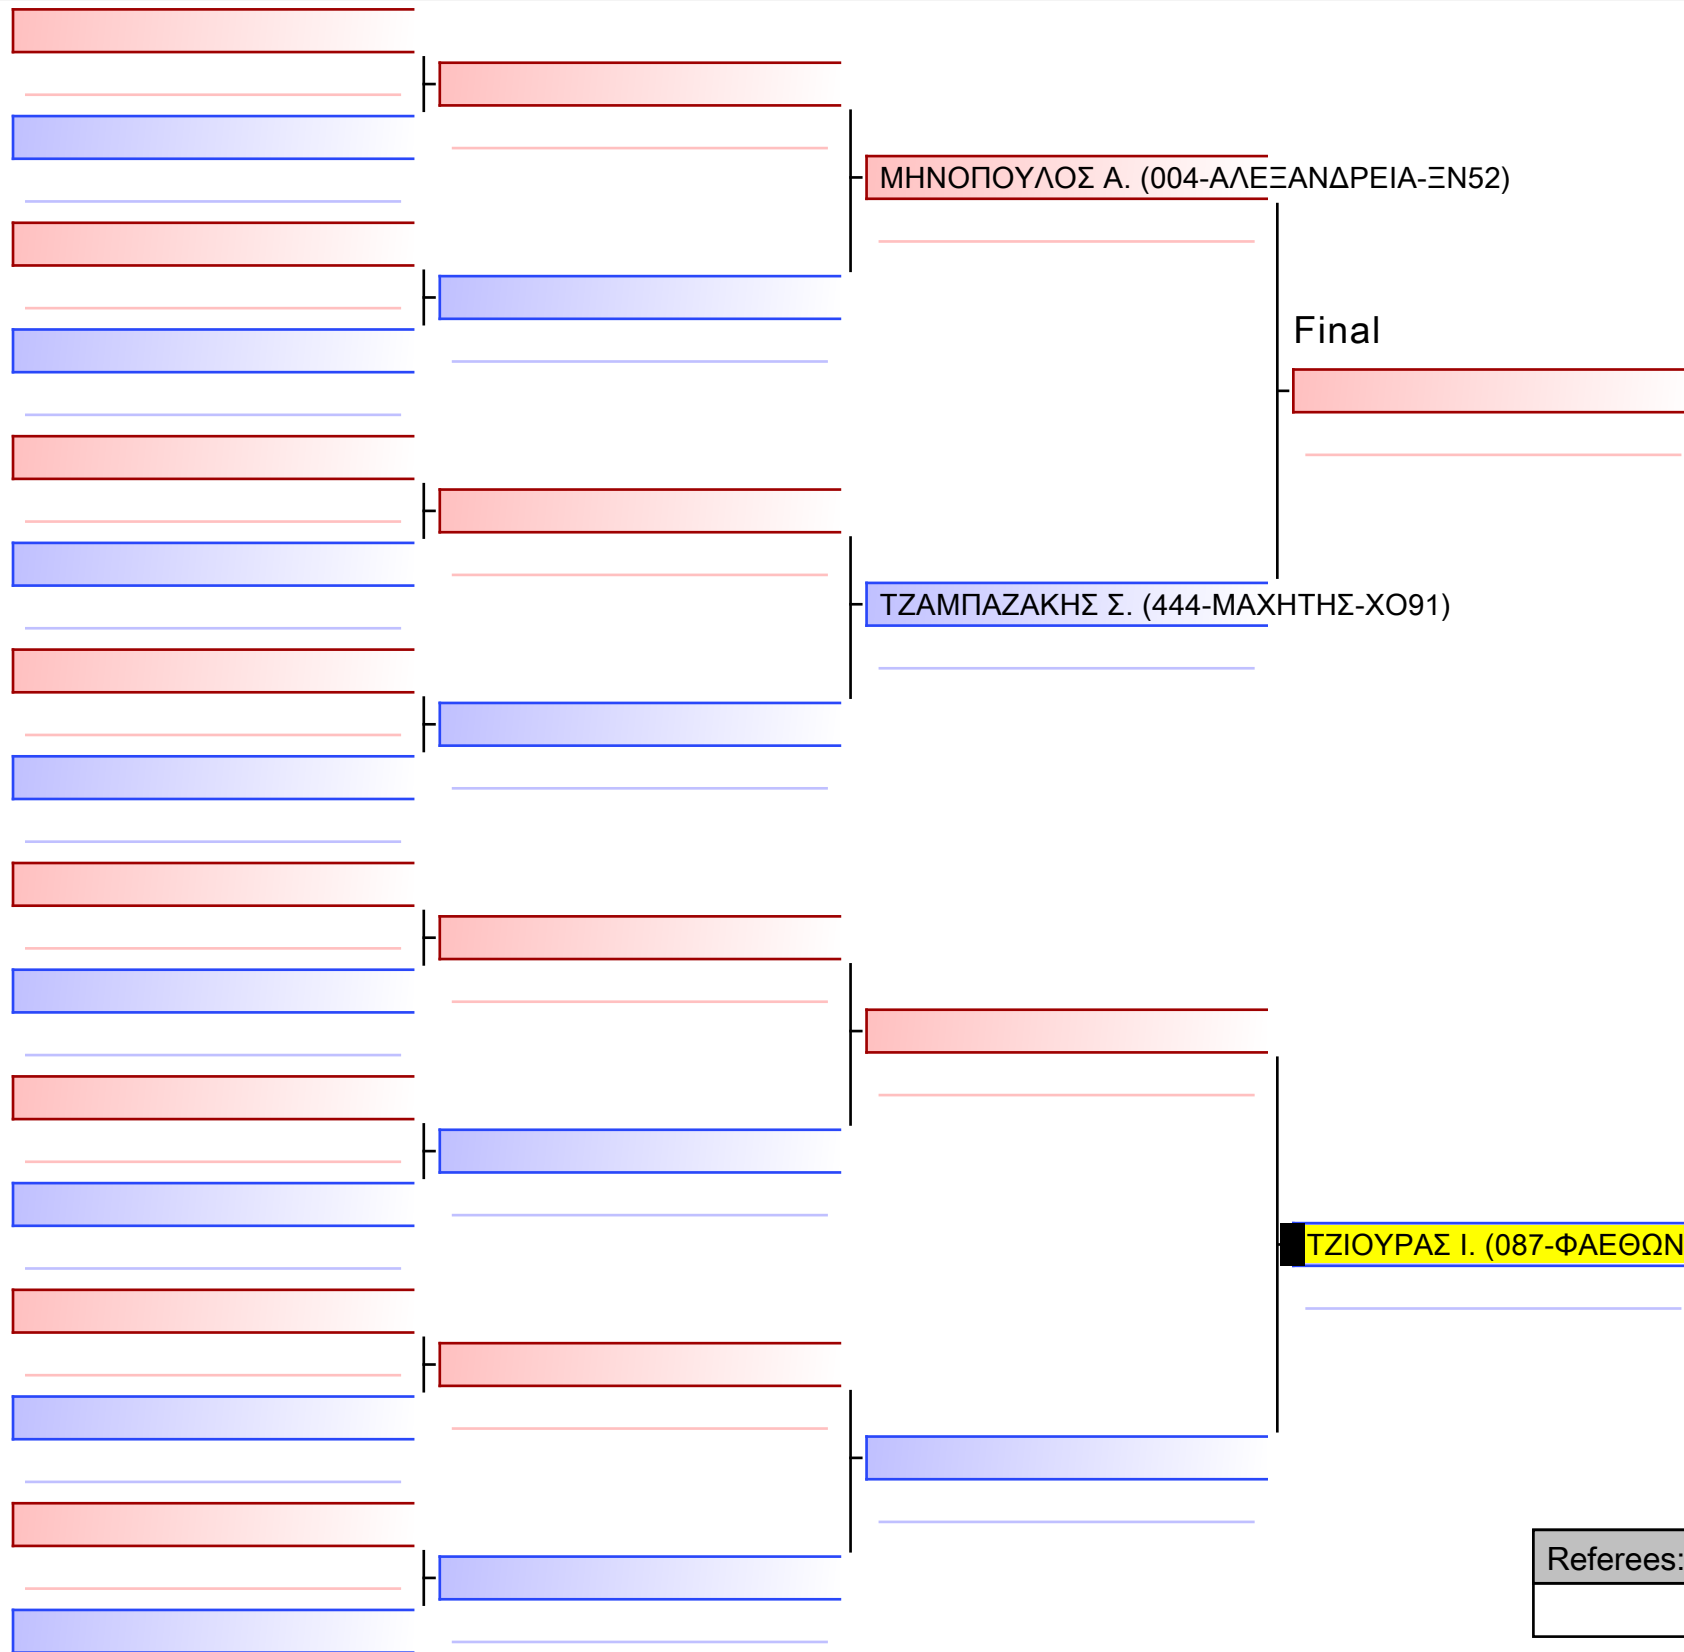 ΜΗΝΟΠΟΥΛΟΣ Α. (004-ΑΛΕΞΑΝΔΡΕΙΑ-ΞΝ52)
Final
ΤΖΑΜΠΑΖΑΚΗΣ Σ. (444-ΜΑΧΗΤΗΣ-ΧΟ91)
ΤΖΙΟΥΡΑΣ Ι. (087-ΦΑΕΘΩΝ
Referees: